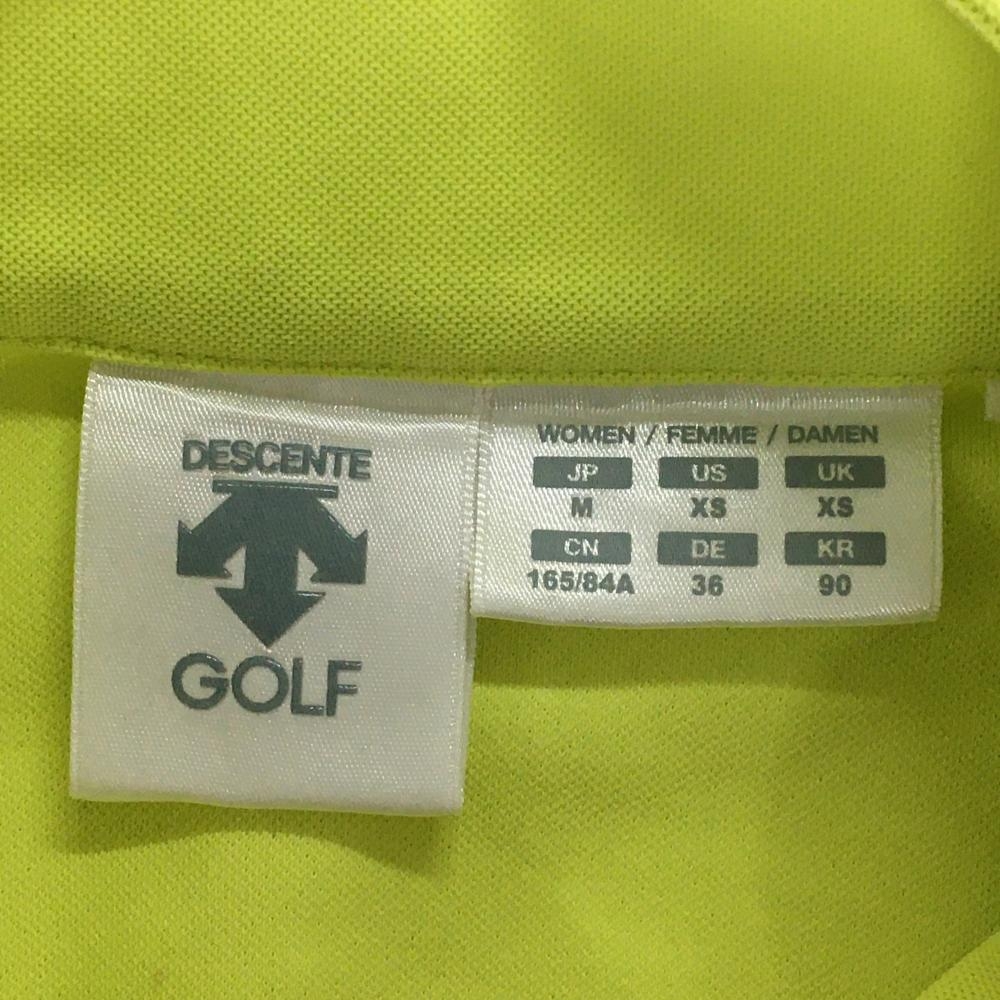 DESCENTE
GOLF
WOMEN / FEMME / DAMEN
JP US UK
M XS XS
CN DE KR
165/84A 36 90